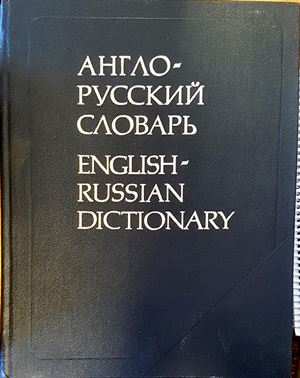 АНГЛО-
РУССКИЙ
СЛОВАРЬ
ENGLISH-
RUSSIAN
DICTIONARY